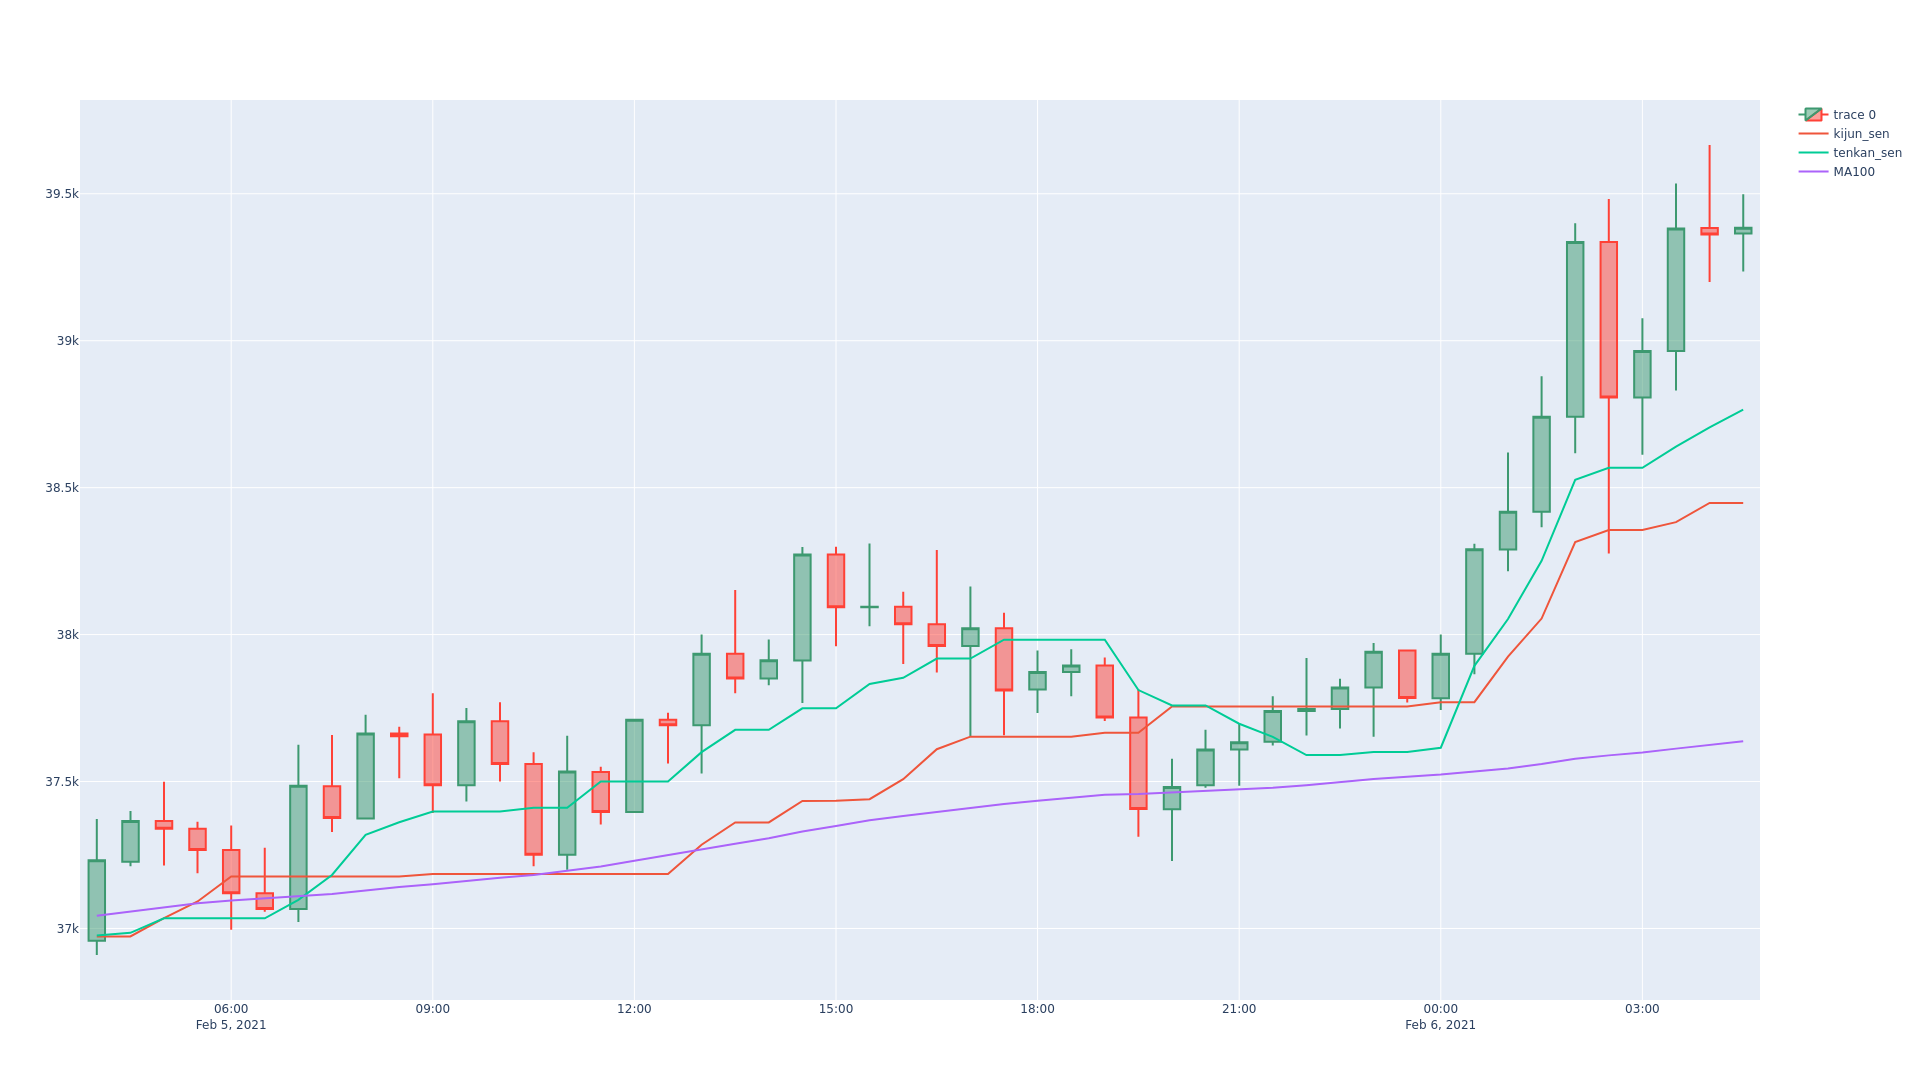 trace 0
kijun_sen
tenkan_sen
MA100
39.5k
39k
38.5k
38k
37.5k
37k
06:00 09:00 12:00 15:00 18:00 21:00 00:00 03:00
Feb 5, 2021 Feb 6, 2021